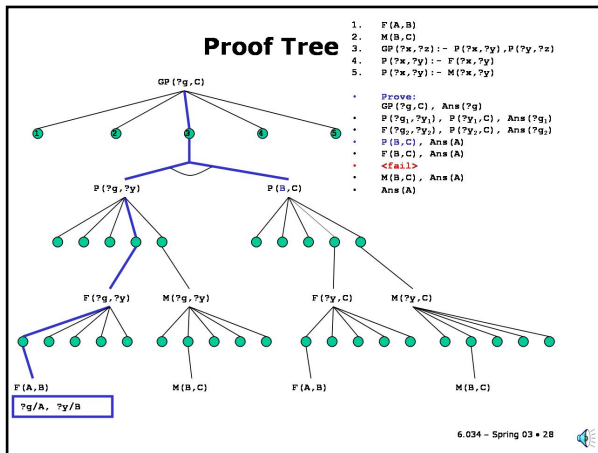 Proof Tree
1. F(A,B)
2. M(B,C)
3. GP(?x,?z):- P(?x,?y),P(?y,?z)
4. P(?x,?y):- F(?x,?y)
5. P(?x,?y):- M(?x,?y)
• Prove:
GP(?g,C), Ans(?g)
• P(?g₁,?y₁), P(?y₁,C), Ans(?g₁)
• F(?g₂,?y₂), P(?y₂,C), Ans(?g₂)
• P(B,C), Ans(A)
• F(B,C), Ans(A)
• <fail>
• M(B,C), Ans(A)
• Ans(A)
GP(?g,C)
1 2 3 4 5
P(?g,?y) P(B,C)
F(?g,?y) M(?g,?y) F(?y,C) M(?y,C)
F(A,B) M(B,C) F(A,B) M(B,C)
?g/A, ?y/B
6.034 – Spring 03 • 28